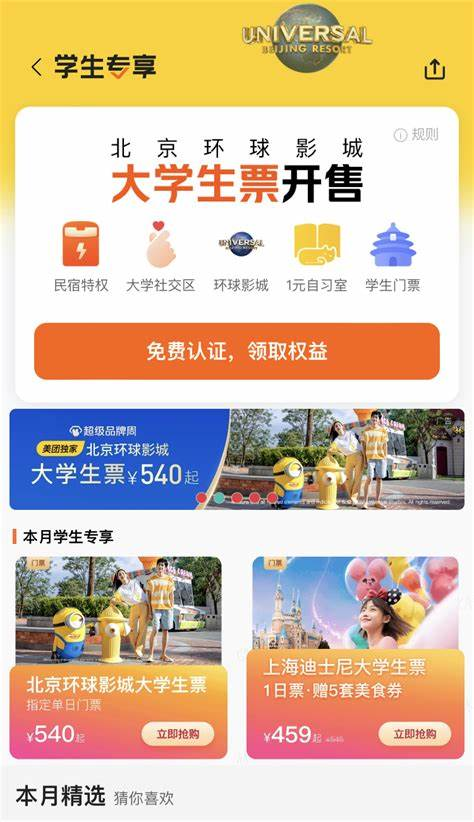 UNIVERSAL
BEIJING RESORT
学生专享
规则
北京环球影城
大学生票开售
UNIVERSAL
民宿特权 大学社交区 环球影城 1元自习室 学生门票
免费认证，领取权益
超级品牌周
广告
美团独家 北京环球影城
大学生票¥540起
本月学生专享
门票 门票
北京环球影城大学生票
指定单日门票
¥540起 立即抢购
上海迪士尼大学生票
1日票·赠5套美食券
¥459起 立即抢购
本月精选 猜你喜欢